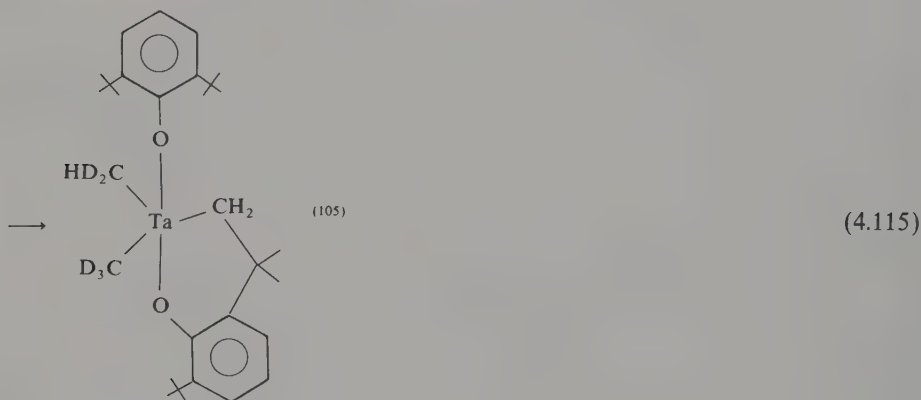 O
HD₂C
Ta
CH₂
(105)
(4.115)
D₃C
O